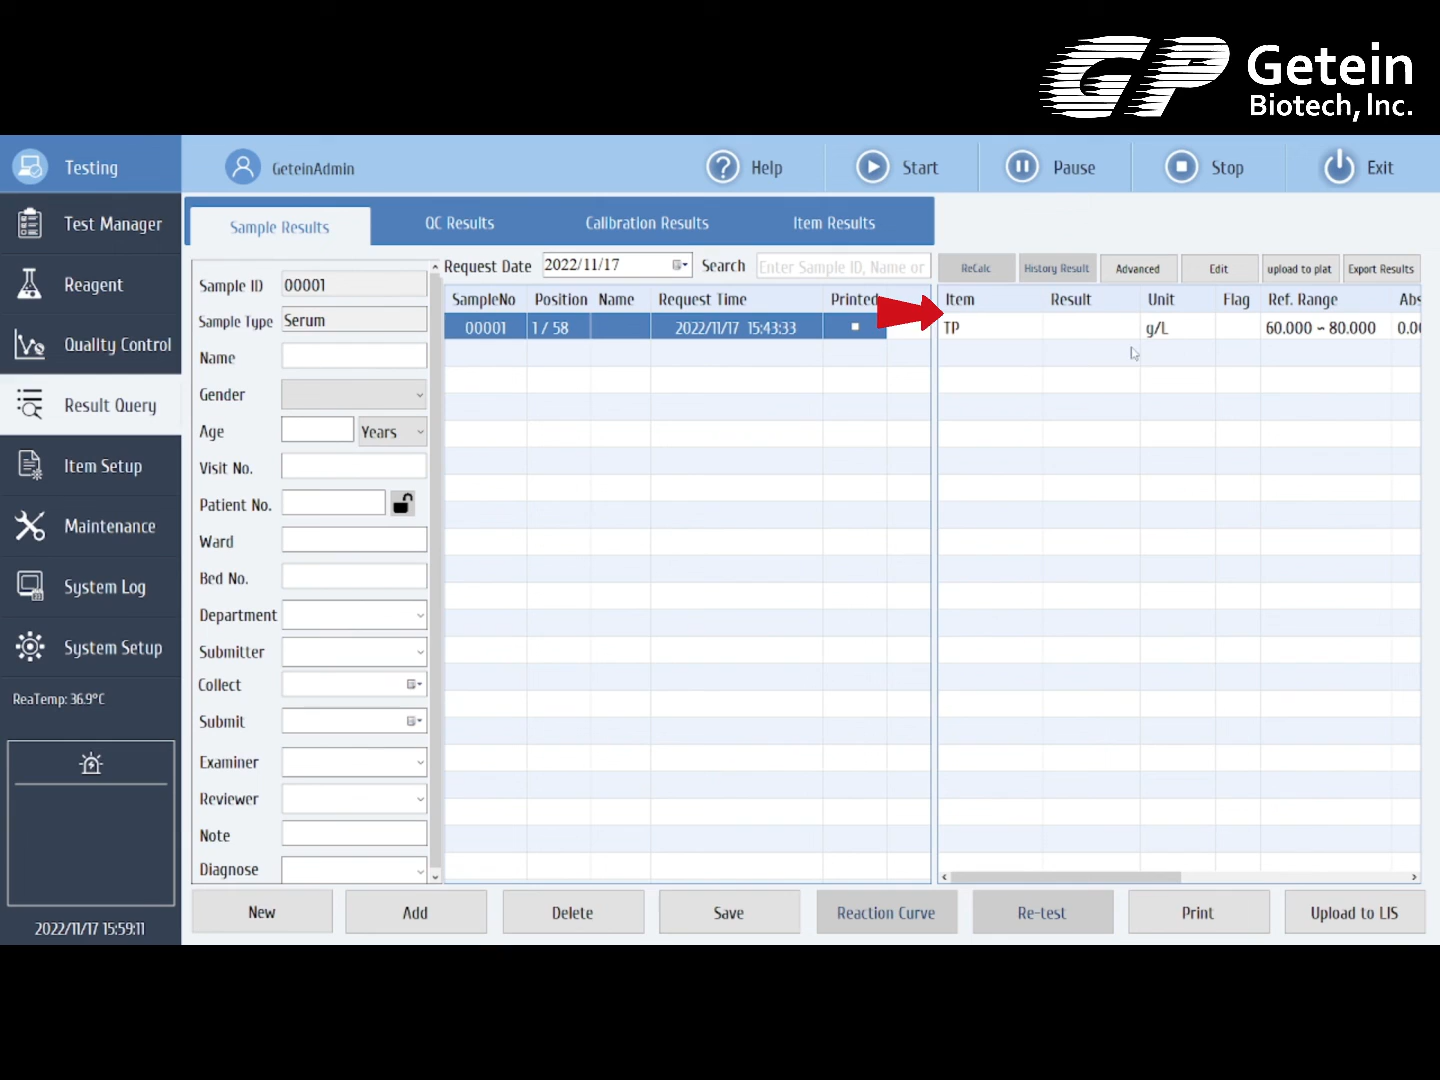 GP Getein
Biotech, Inc.
Testing
GeteinAdmin
Help
Start
Pause
Stop
Exit
Test Manager
Reagent
Quality Control
Result Query
Item Setup
Maintenance
System Log
System Setup
ReaTemp: 36.9°C
2022/11/17 15:59:11
Sample Results
QC Results
Calibration Results
Item Results
Sample ID 00001
Sample Type Serum
Name
Gender
Age Years
Visit No.
Patient No.
Ward
Bed No.
Department
Submitter
Collect
Submit
Examiner
Reviewer
Note
Diagnose
Request Date 2022/11/17 Search Enter Sample ID, Name or
SampleNo Position Name Request Time Printed
00001 1 / 58 2022/11/17 15:43:33
ReCalc History Result Advanced Edit upload to plat Export Results
Item Result Unit Flag Ref. Range Abs
TP g/L 60.000 ~ 80.000 0.00
New
Add
Delete
Save
Reaction Curve
Re-test
Print
Upload to LIS